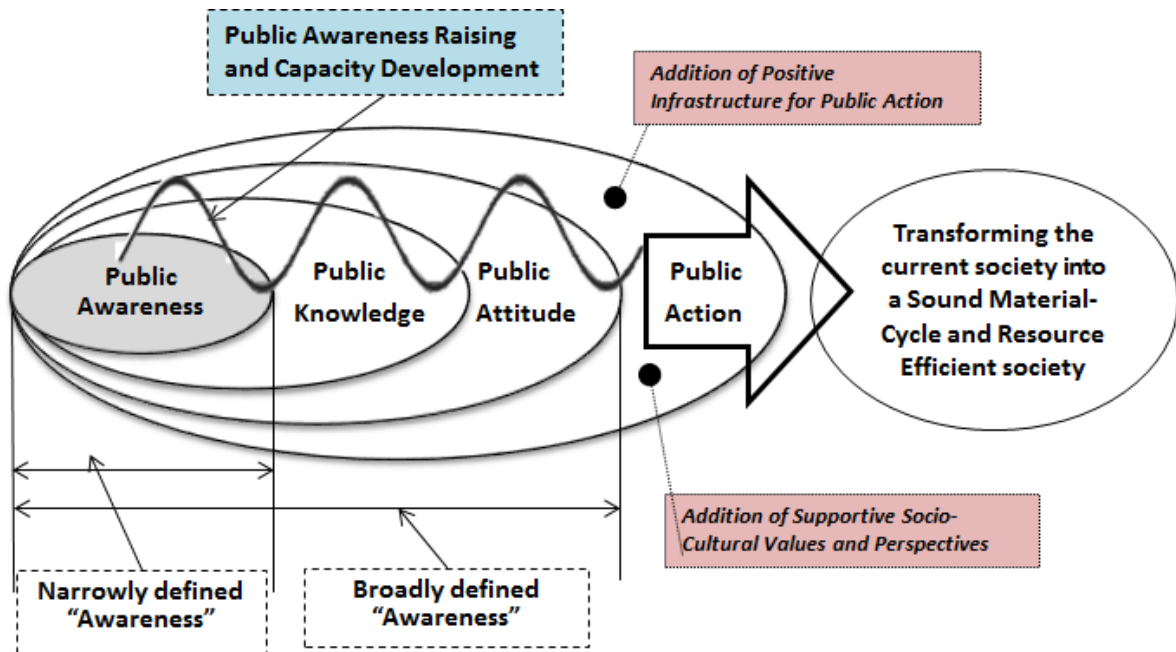 Public Awareness Raising
and Capacity Development
Addition of Positive
Infrastructure for Public Action
Public
Awareness
Public
Knowledge
Public
Attitude
Public
Action
Transforming the
current society into
a Sound Material-
Cycle and Resource
Efficient society
Addition of Supportive Socio-
Cultural Values and Perspectives
Narrowly defined
“Awareness”
Broadly defined
“Awareness”